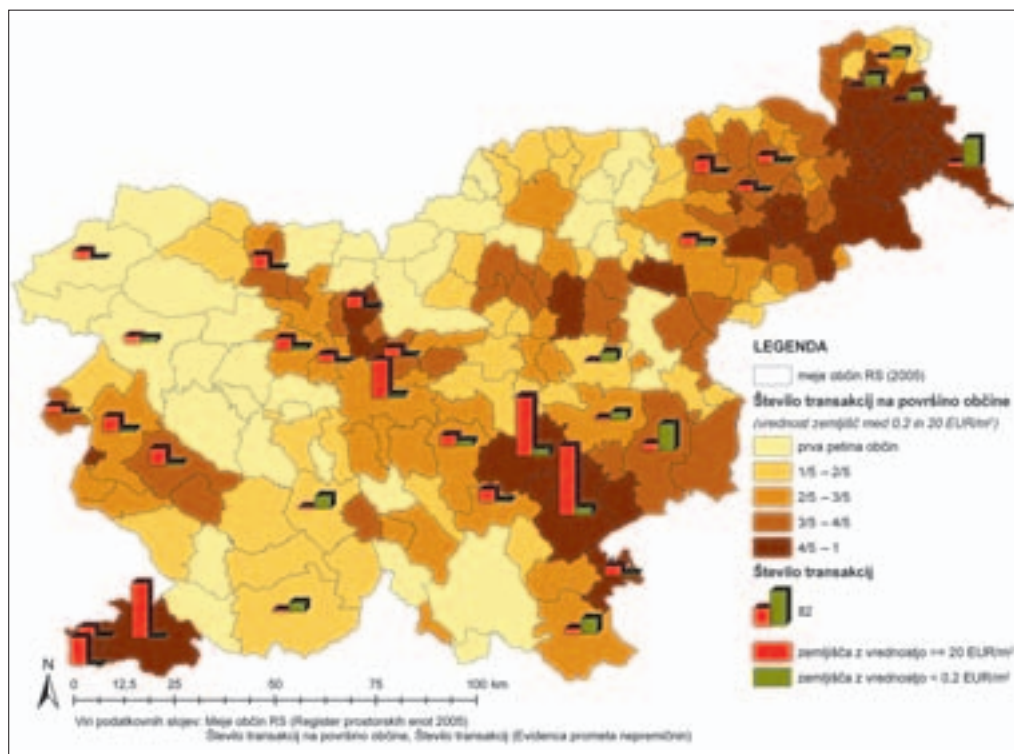 LEGENDA
meje občin RS (2005)
Število transakcij na površino občine
(vrednost zemljišč med 0.2 in 20 EUR/m²)
prva petina občin
1/5 – 2/5
2/5 – 3/5
3/5 – 4/5
4/5 – 1
Število transakcij
82
zemljišča z vrednostjo >= 20 EUR/m²
zemljišča z vrednostjo < 0.2 EUR/m²
N
0 12,5 25 50 75 100 km
Viri podatkovnih slojev: Meje občin RS (Register prostorskih enot 2005)
Število transakcij na površino občine, Število transakcij (Evidenca prometa nepremičnin)